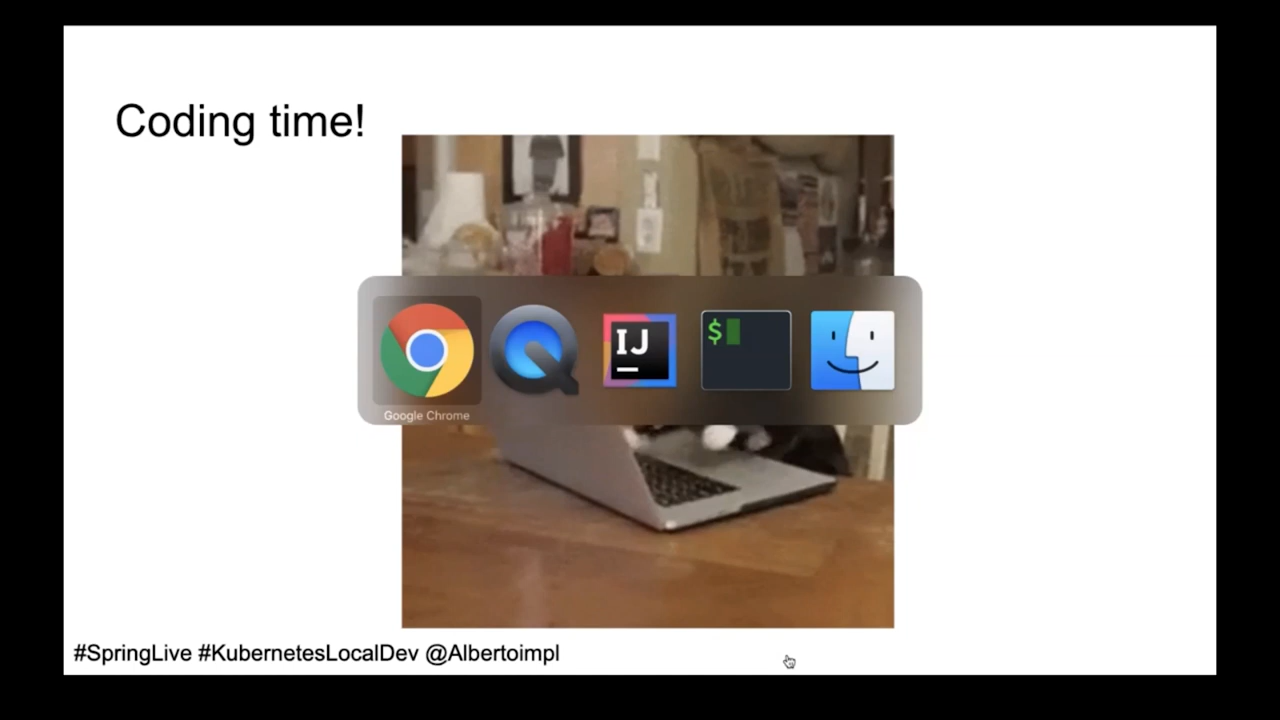 Coding time!
IJ
$
Google Chrome
#SpringLive #KubernetesLocalDev @Albertoimpl